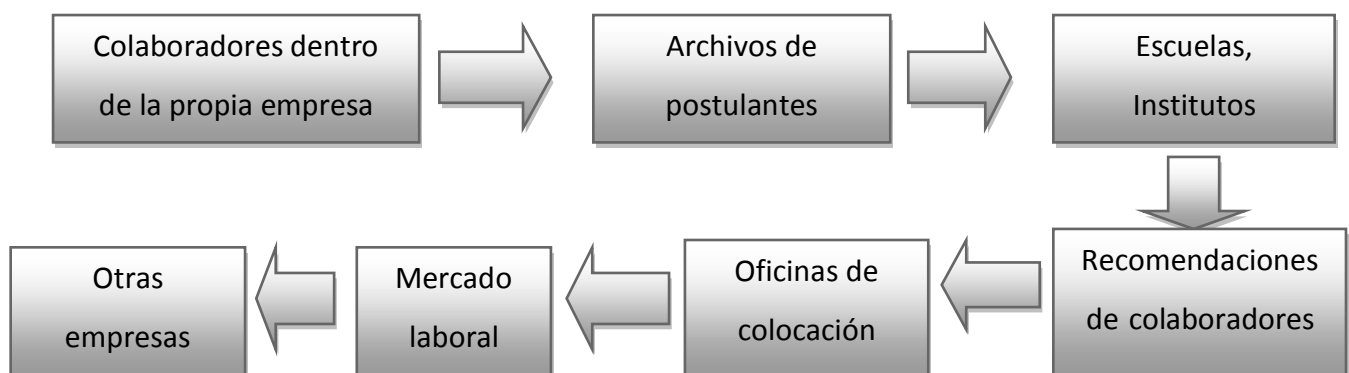 Colaboradores dentro
de la propia empresa
Archivos de
postulantes
Escuelas,
Institutos
Recomendaciones
de colaboradores
Oficinas de
colocación
Mercado
laboral
Otras
empresas